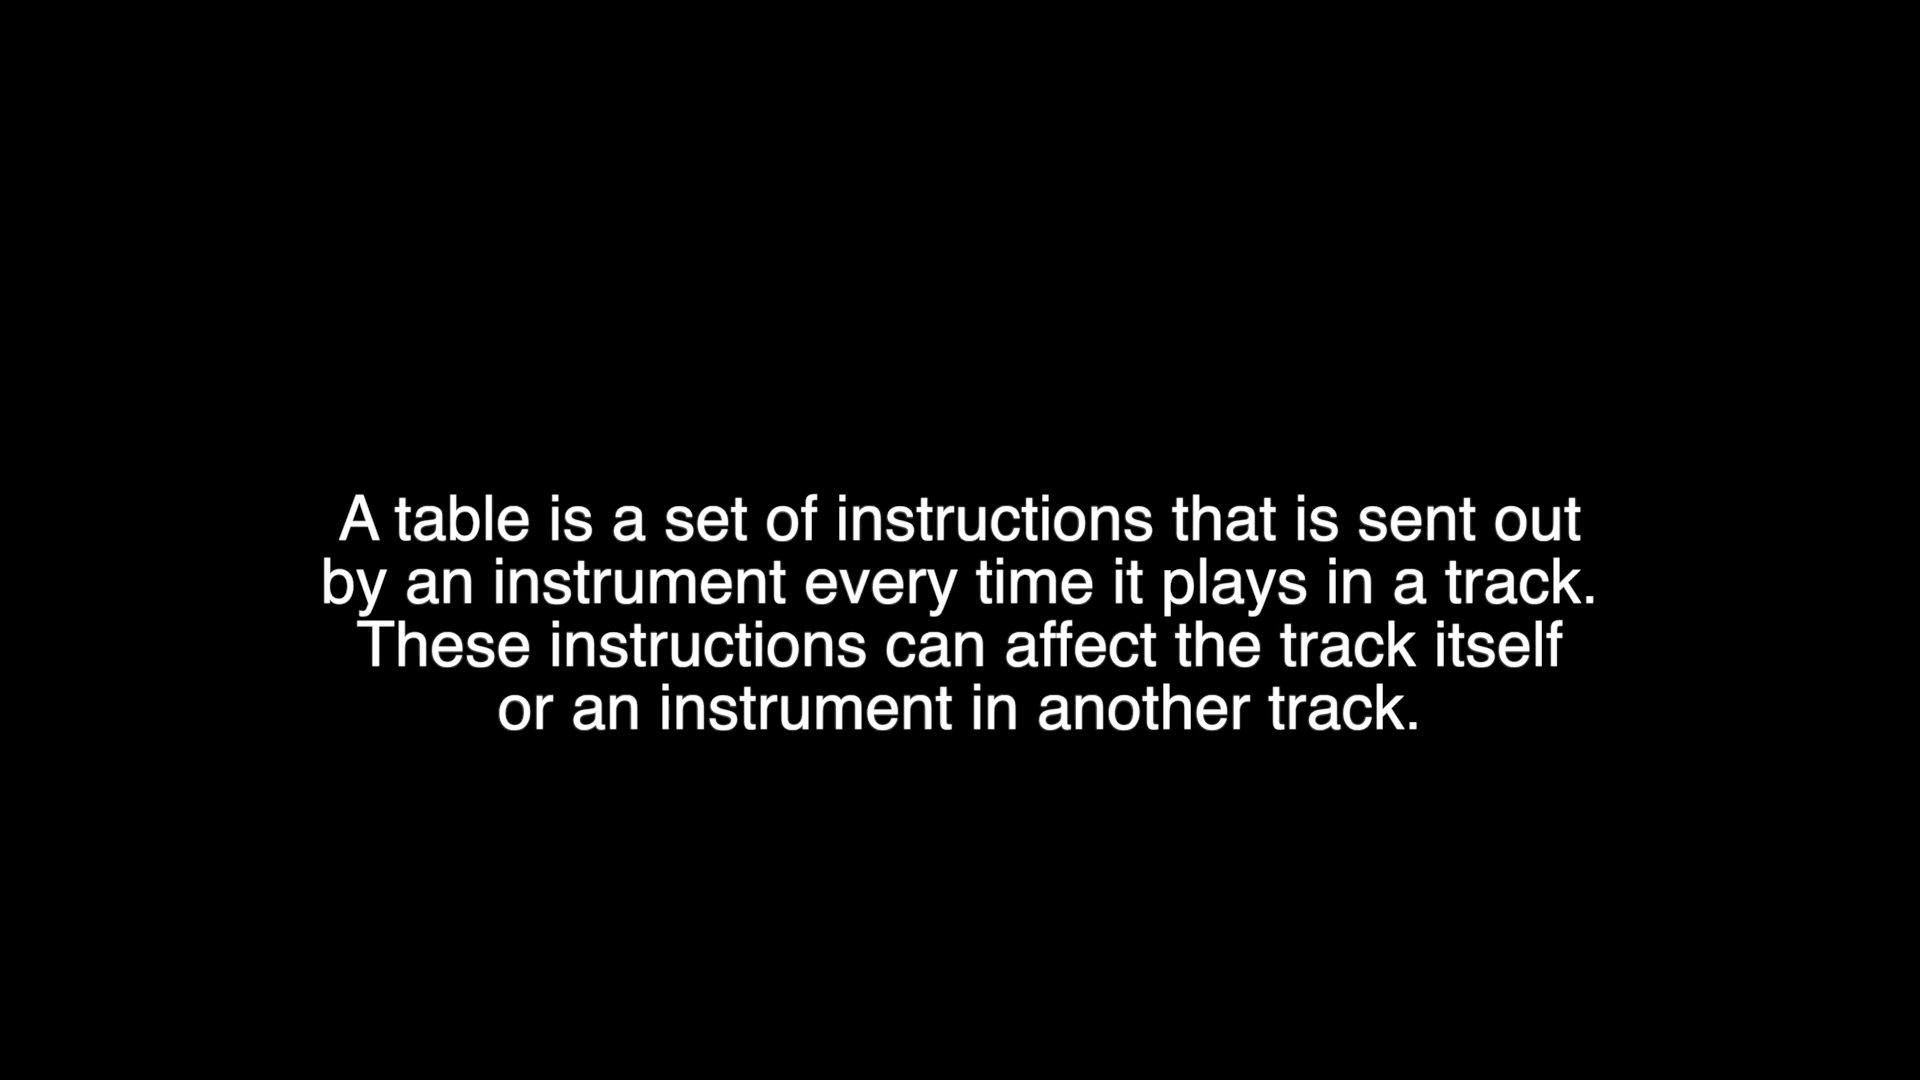 A table is a set of instructions that is sent out
by an instrument every time it plays in a track.
These instructions can affect the track itself
or an instrument in another track.